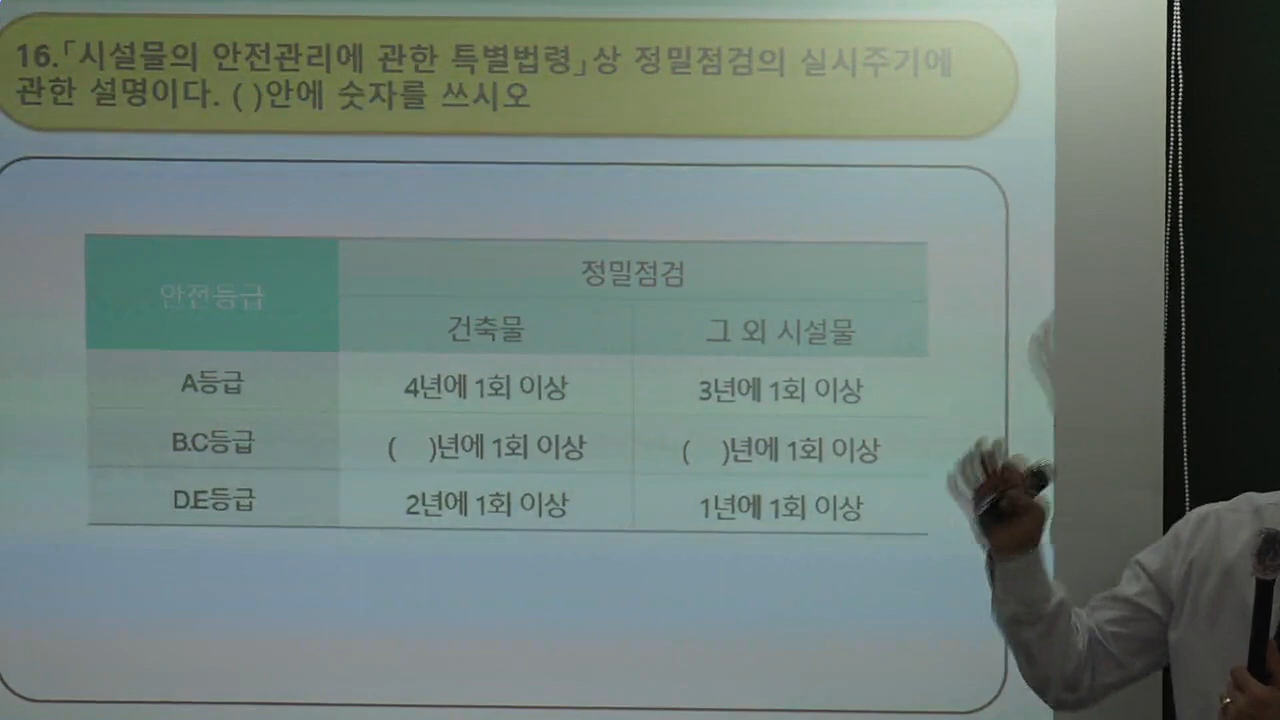 16.「시설물의 안전관리에 관한 특별법령」상 정밀점검의 실시주기에
관한 설명이다. ( )안에 숫자를 쓰시오
안전등급
정밀점검
건축물
그 외 시설물
A등급
4년에 1회 이상
3년에 1회 이상
B.C등급
( )년에 1회 이상
( )년에 1회 이상
D.E등급
2년에 1회 이상
1년에 1회 이상